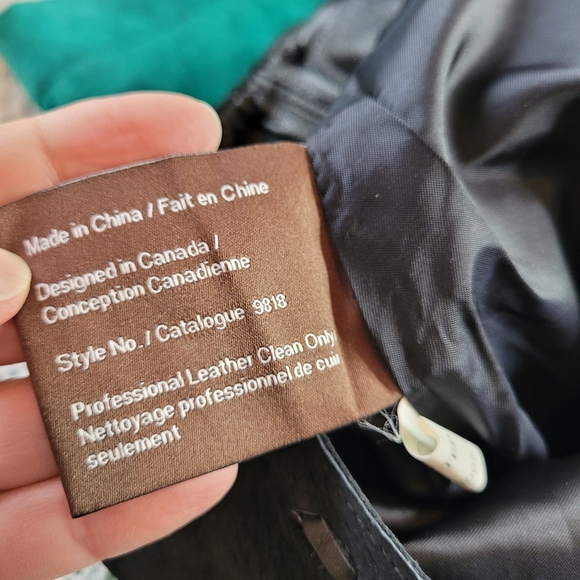 Made in China / Fait en Chine
Designed in Canada /
Conception Canadienne
Style No. / Catalogue 9818
Professional Leather Clean Only.
Nettoyage professionnel de cuir
seulement